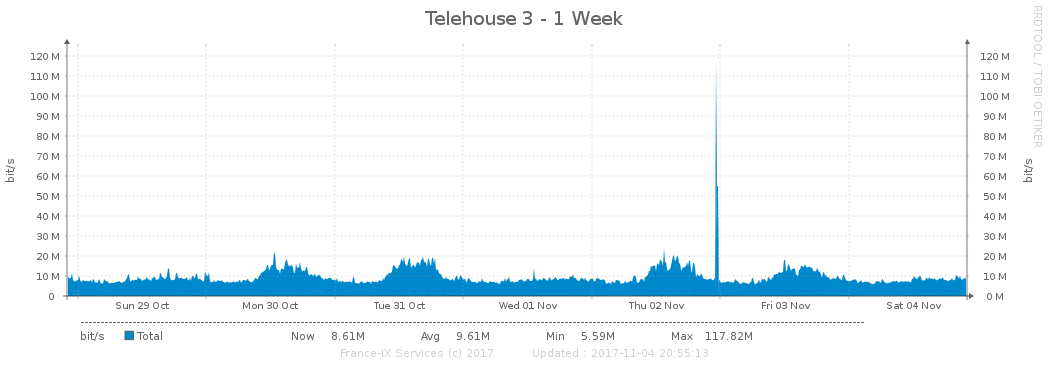 Telehouse 3 - 1 Week
RRDTOOL / TOBI OETIKER
bit/s
bit/s
120 M 120 M
110 M 110 M
100 M 100 M
90 M 90 M
80 M 80 M
70 M 70 M
60 M 60 M
50 M 50 M
40 M 40 M
30 M 30 M
20 M 20 M
10 M 10 M
0 0 M
Sun 29 Oct Mon 30 Oct Tue 31 Oct Wed 01 Nov Thu 02 Nov Fri 03 Nov Sat 04 Nov
bit/s Total Now 8.61M Avg 9.61M Min 5.59M Max 117.82M
France-IX Services (c) 2017 Updated : 2017-11-04 20:55:13